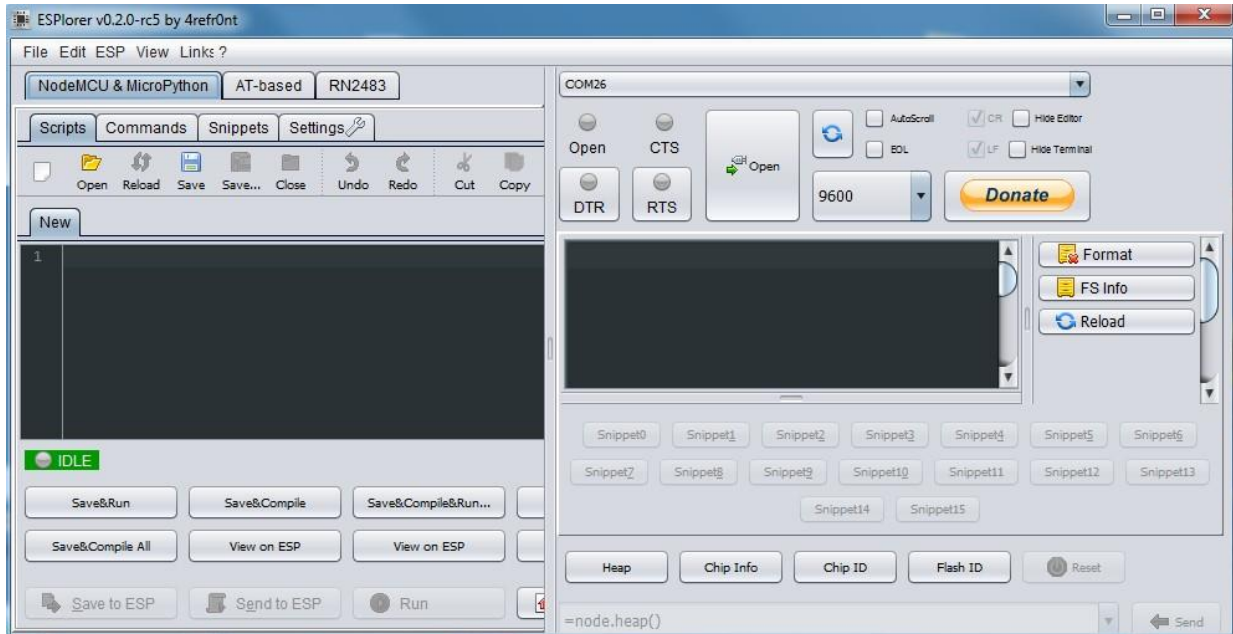 ESPlorer v0.2.0-rc5 by 4refr0nt
File Edit ESP View Links ?
NodeMCU & MicroPython AT-based RN2483
Scripts Commands Snippets Settings
Open Reload Save Save... Close Undo Redo Cut Copy
New
1
IDLE
Save&Run Save&Compile Save&Compile&Run...
Save&Compile All View on ESP View on ESP
Save to ESP Send to ESP Run
COM26
Open CTS Open AutoScroll CR Hide Editor
EOL LF Hide Terminal
DTR RTS 9600 Donate
Format
FS Info
Reload
Snippet0 Snippet1 Snippet2 Snippet3 Snippet4 Snippet5 Snippet6
Snippet7 Snippet8 Snippet9 Snippet10 Snippet11 Snippet12 Snippet13
Snippet14 Snippet15
Heap Chip Info Chip ID Flash ID Reset
=node.heap() Send